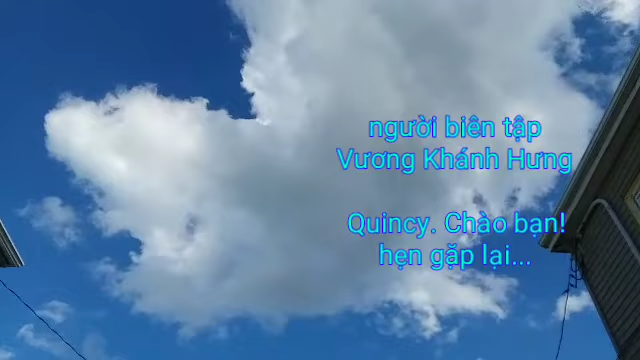 người biên tập
Vương Khánh Hưng
Quincy. Chào bạn!
hẹn gặp lại...